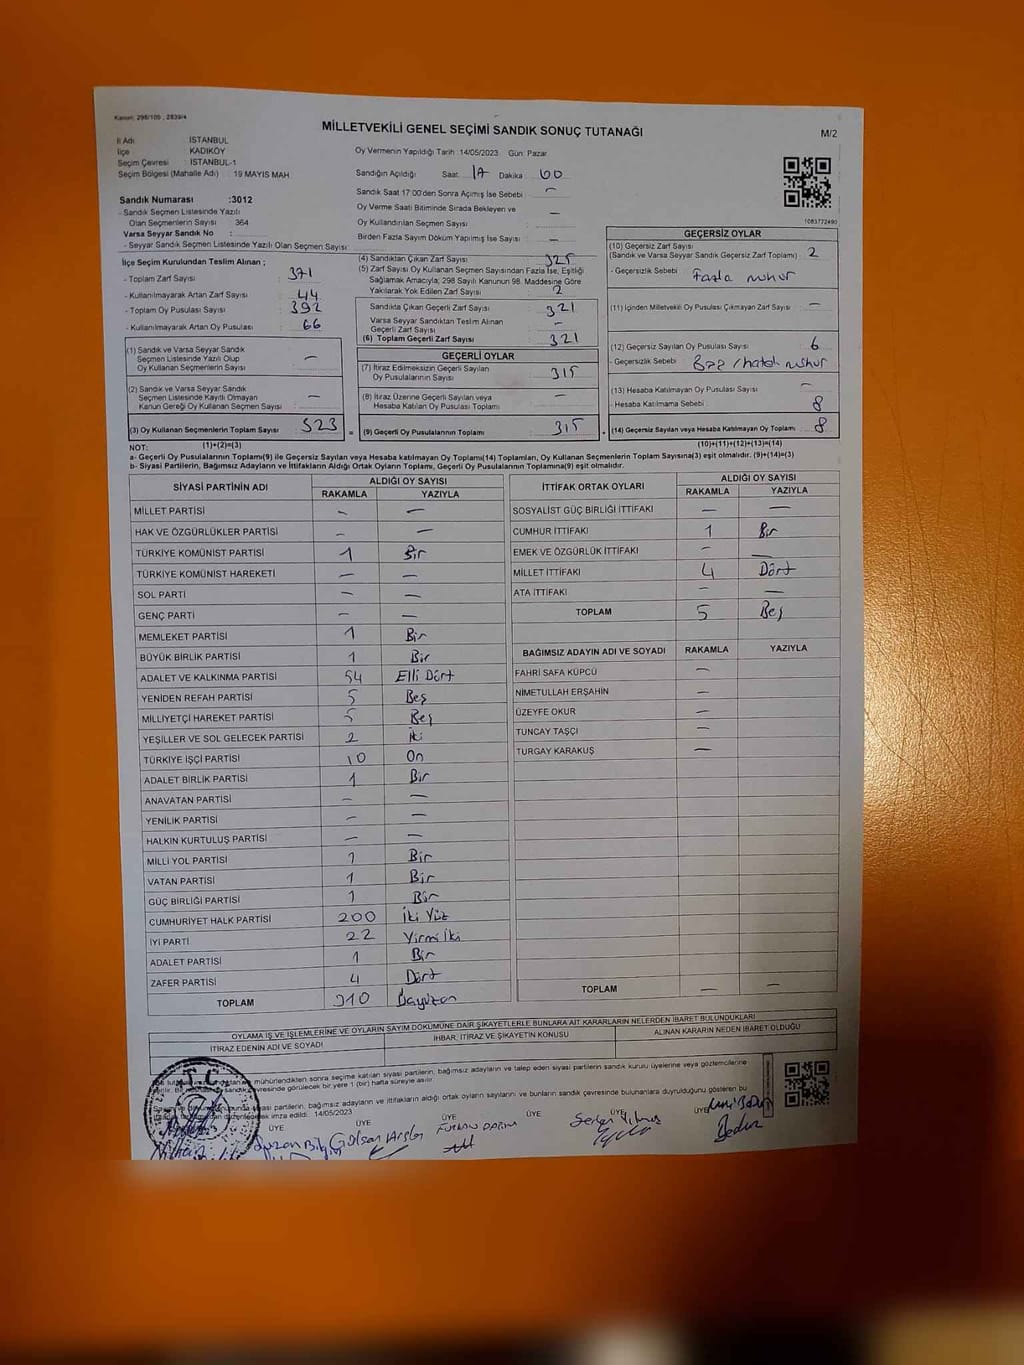 Kanun: 298/105 , 2839/4
MİLLETVEKİLİ GENEL SEÇİMİ SANDIK SONUÇ TUTANAĞI
M/2
İl Adı : İSTANBUL
İlçe : KADIKÖY
Seçim Çevresi : İSTANBUL-1
Seçim Bölgesi (Mahalle Adı) : 19 MAYIS MAH.
Oy Vermenin Yapıldığı Tarih :14/05/2023 Gün: Pazar
Sandığın Açıldığı Saat: 17 Dakika 00
Sandık Saat 17:00'den Sonra Açılmış İse Sebebi : —
Oy Verme Saati Bitiminde Sırada Bekleyen ve
Oy Kullandırılan Seçmen Sayısı : —
Birden Fazla Sayım Döküm Yapılmış İse Sayısı : —
1083772490
Sandık Numarası :3012
- Sandık Seçmen Listesinde Yazılı
Olan Seçmenlerin Sayısı : 364
Varsa Seyyar Sandık No :
- Seyyar Sandık Seçmen Listesinde Yazılı Olan Seçmen Sayısı:
İlçe Seçim Kurulundan Teslim Alınan ;
- Toplam Zarf Sayısı : 371
- Kullanılmayarak Artan Zarf Sayısı : 44
- Toplam Oy Pusulası Sayısı : 392
- Kullanılmayarak Artan Oy Pusulası : 66
(4) Sandıktan Çıkan Zarf Sayısı : 325
(5) Zarf Sayısı Oy Kullanan Seçmen Sayısından Fazla İse, Eşitliği
Sağlamak Amacıyla; 298 Sayılı Kanunun 98. Maddesine Göre
Yakılarak Yok Edilen Zarf Sayısı : 2
Sandıkta Çıkan Geçerli Zarf Sayısı : 321
Varsa Seyyar Sandıktan Teslim Alınan
Geçerli Zarf Sayısı : —
(6) Toplam Geçerli Zarf Sayısı : 321
GEÇERSİZ OYLAR
(10) Geçersiz Zarf Sayısı
(Sandık ve Varsa Seyyar Sandık Geçersiz Zarf Toplamı) : 2
- Geçersizlik Sebebi : Fazla mühür
(11) İçinden Milletvekili Oy Pusulası Çıkmayan Zarf Sayısı : —
(12) Geçersiz Sayılan Oy Pusulası Sayısı : 6
- Geçersizlik Sebebi : mühür
(13) Hesaba Katılmayan Oy Pusulası Sayısı : —
- Hesaba Katılmama Sebebi : 8
(14) Geçersiz Sayılan veya Hesaba Katılmayan Oy Toplamı : 8
(10)+(11)+(12)+(13)=(14)
(1) Sandık ve Varsa Seyyar Sandık
Seçmen Listesinde Yazılı Olup
Oy Kullanan Seçmenlerin Sayısı : —
(2) Sandık ve Varsa Seyyar Sandık
Seçmen Listesinde Kayıtlı Olmayan
Kanun Gereği Oy Kullanan Seçmen Sayısı : —
(3) Oy Kullanan Seçmenlerin Toplam Sayısı : 323
(1)+(2)=(3)
GEÇERLİ OYLAR
(7) İtiraz Edilmeksizin Geçerli Sayılan
Oy Pusulalarının Sayısı : 315
(8) İtiraz Üzerine Geçerli Sayılan veya
Hesaba Katılan Oy Pusulası Toplamı : —
(9) Geçerli Oy Pusulalarının Toplamı : 315
NOT:
a- Geçerli Oy Pusulalarının Toplamı(9) ile Geçersiz Sayılan veya Hesaba katılmayan Oy Toplamı(14) Toplamları, Oy Kullanan Seçmenlerin Toplam Sayısına(3) eşit olmalıdır. (9)+(14)=(3)
b- Siyasi Partilerin, Bağımsız Adayların ve İttifakların Aldığı Ortak Oyların Toplamı, Geçerli Oy Pusulalarının Toplamına(9) eşit olmalıdır.
SİYASİ PARTİNİN ADI ALDIĞI OY SAYISI
RAKAMLA YAZIYLA
MİLLET PARTİSİ — —
HAK VE ÖZGÜRLÜKLER PARTİSİ — —
TÜRKİYE KOMÜNİST PARTİSİ 1 Bir
TÜRKİYE KOMÜNİST HAREKETİ — —
SOL PARTİ — —
GENÇ PARTİ — —
MEMLEKET PARTİSİ 1 Bir
BÜYÜK BİRLİK PARTİSİ 1 Bir
ADALET VE KALKINMA PARTİSİ 54 Elli Dört
YENİDEN REFAH PARTİSİ 5 Beş
MİLLİYETÇİ HAREKET PARTİSİ 5 Beş
YEŞİLLER VE SOL GELECEK PARTİSİ 2 iki
TÜRKİYE İŞÇİ PARTİSİ 10 On
ADALET BİRLİK PARTİSİ 1 Bir
ANAVATAN PARTİSİ — —
YENİLİK PARTİSİ — —
HALKIN KURTULUŞ PARTİSİ — —
MİLLİ YOL PARTİSİ 1 Bir
VATAN PARTİSİ 1 Bir
GÜÇ BİRLİĞİ PARTİSİ 1 Bir
CUMHURİYET HALK PARTİSİ 200 İki Yüz
İYİ PARTİ 22 Yirmi İki
ADALET PARTİSİ 1 Bir
ZAFER PARTİSİ 4 Dört
TOPLAM 310
İTTİFAK ORTAK OYLARI ALDIĞI OY SAYISI
RAKAMLA YAZIYLA
SOSYALİST GÜÇ BİRLİĞİ İTTİFAKI — —
CUMHUR İTTİFAKI 1 Bir
EMEK VE ÖZGÜRLÜK İTTİFAKI — —
MİLLET İTTİFAKI 4 Dört
ATA İTTİFAKI — —
TOPLAM 5 Beş
BAĞIMSIZ ADAYIN ADI VE SOYADI RAKAMLA YAZIYLA
FAHRİ SAFA KÜPCÜ —
NİMETULLAH ERŞAHİN —
ÜZEYFE OKUR —
TUNCAY TAŞÇI —
TURGAY KARAKUŞ —
TOPLAM — —
OYLAMA İŞ VE İŞLEMLERİNE VE OYLARIN SAYIM DÖKÜMÜNE DAİR ŞİKAYETLERLE BUNLARA AİT KARARLARIN NELERDEN İBARET BULUNDUKLARI
İTİRAZ EDENİN ADI VE SOYADI İHBAR, İTİRAZ VE ŞİKAYETİN KONUSU ALINAN KARARIN NEDEN İBARET OLDUĞU
mühürlendikten sonra seçime katılan siyasi partilerin, bağımsız adayların ve talep eden siyasi partilerin sandık kurulu üyelerine veya gözlemcilerine
çevresinde görülecek bir yere 1 (bir) hafta süreyle asılır.
siyasi partilerin, bağımsız adayların ve ittifakların aldığı ortak oyların sayılarını ve bunların sandık çevresinde bulunanlara duyurulduğunu gösteren bu
imza edildi. 14/05/2023
T.C.
ÜYE ÜYE ÜYE ÜYE ÜYE ÜYE
Suzan Bilgi Gülsen Arslan Serkan Yılmaz